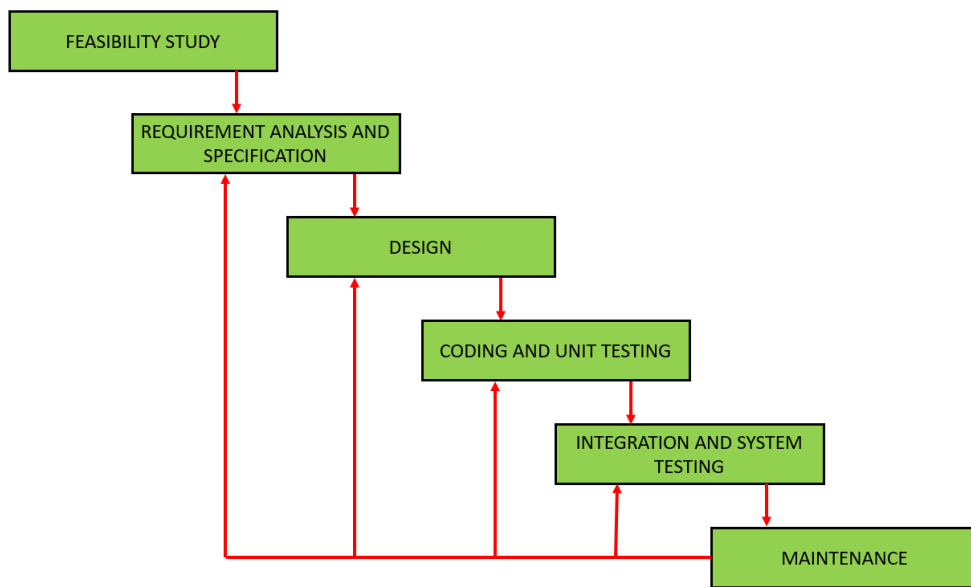 FEASIBILITY STUDY
REQUIREMENT ANALYSIS AND
SPECIFICATION
DESIGN
CODING AND UNIT TESTING
INTEGRATION AND SYSTEM
TESTING
MAINTENANCE